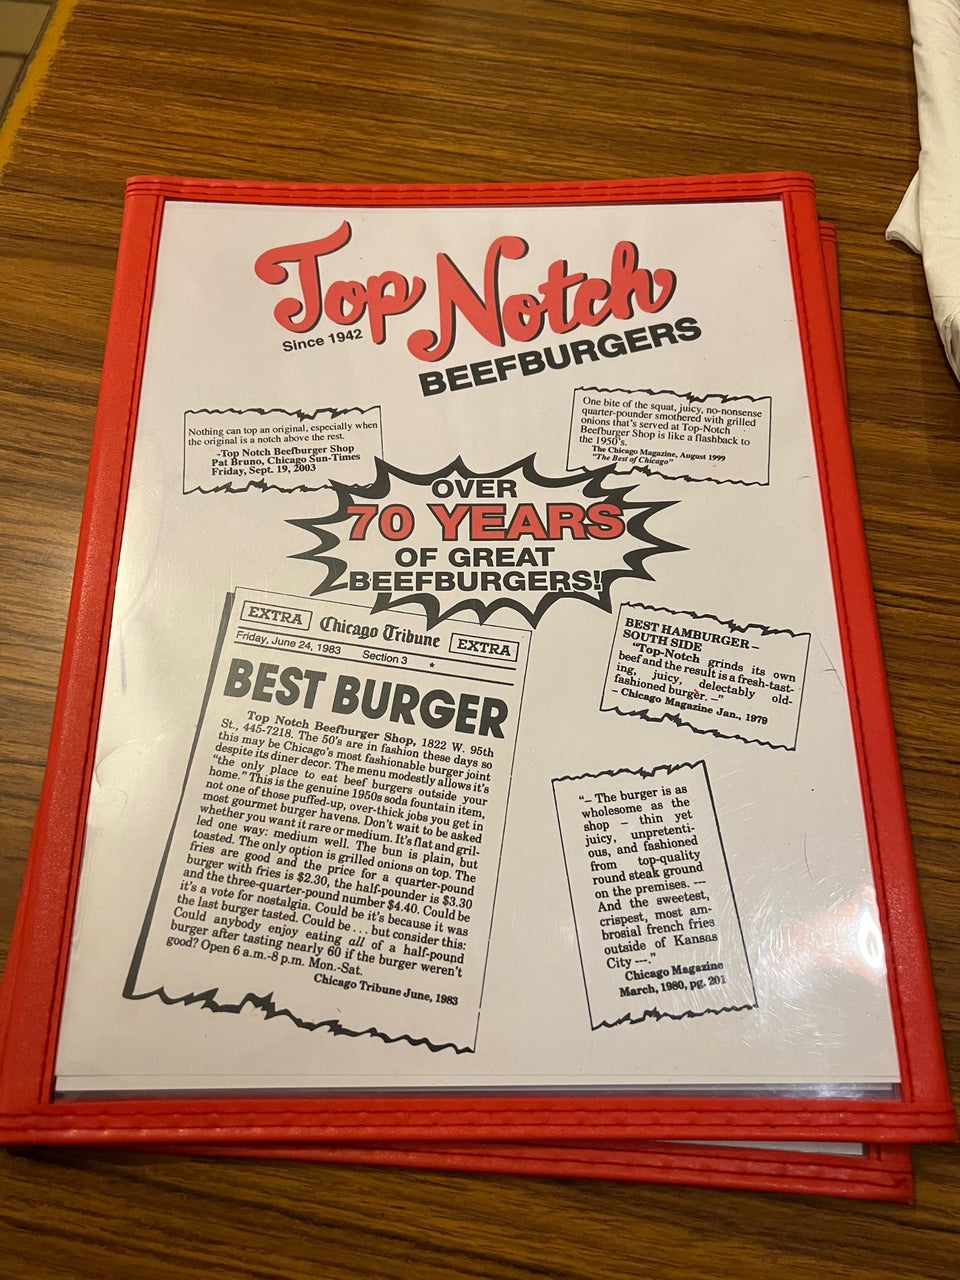 Top Notch
Since 1942
BEEFBURGERS
Nothing can top an original, especially when
the original is a notch above the rest.
-Top Notch Beefburger Shop
Pat Bruno, Chicago Sun-Times
Friday, Sept. 19, 2003
One bite of the squat, juicy, no-nonsense
quarter-pounder smothered with grilled
onions that's served at Top-Notch
Beefburger Shop is like a flashback to
the 1950's.
The Chicago Magazine, August 1999
"The Best of Chicago"
OVER
70 YEARS
OF GREAT
BEEFBURGERS!
EXTRA Chicago Tribune EXTRA
Friday, June 24, 1983 Section 3 *
BEST BURGER
Top Notch Beefburger Shop, 1822 W. 95th
St., 445-7218. The 50's are in fashion these days so
this may be Chicago's most fashionable burger joint
despite its diner decor. The menu modestly allows it's
"the only place to eat beef burgers outside your
home." This is the genuine 1950s soda fountain item,
not one of those puffed-up, over-thick jobs you get in
most gourmet burger havens. Don't wait to be asked
whether you want it rare or medium. It's flat and gril-
led one way: medium well. The bun is plain, but
toasted. The only option is grilled onions on top. The
fries are good and the price for a quarter-pound
burger with fries is $2.30, the half-pounder is $3.30
and the three-quarter-pound number $4.40. Could be
it's a vote for nostalgia. Could be it's because it was
the last burger tasted. Could be . . . but consider this:
Could anybody enjoy eating all of a half-pound
burger after tasting nearly 60 if the burger weren't
good? Open 6 a.m.-8 p.m. Mon.-Sat.
Chicago Tribune June, 1983
BEST HAMBURGER –
SOUTH SIDE
"Top-Notch grinds its own
beef and the result is a fresh-tast-
ing, juicy, delectably old-
fashioned burger. –"
– Chicago Magazine Jan., 1979
"– The burger is as
wholesome as the
shop – thin yet
juicy, unpretenti-
ous, and fashioned
from top-quality
round steak ground
on the premises. ---
And the sweetest,
crispest, most am-
brosial french fries
outside of Kansas
City ---."
Chicago Magazine
March, 1980, pg. 201